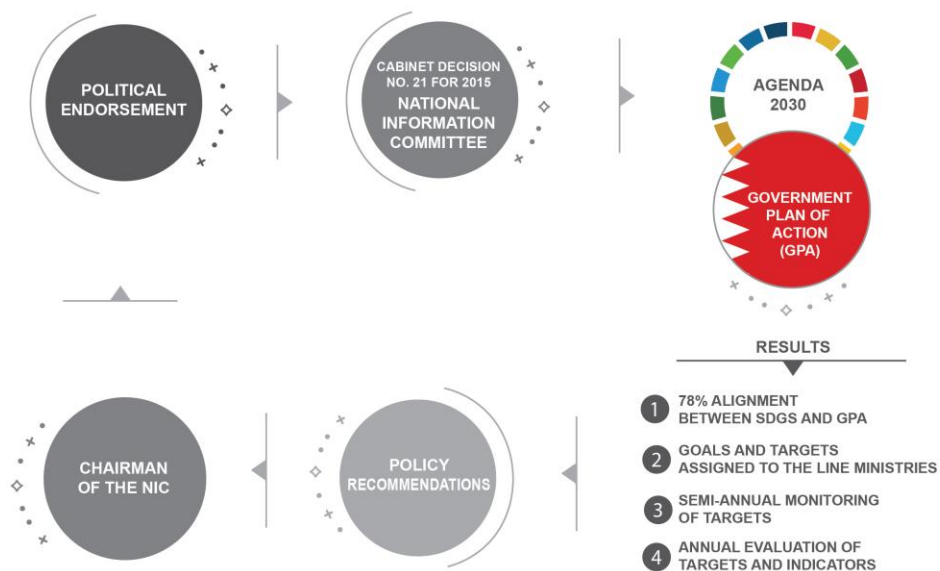 POLITICAL
ENDORSEMENT
CABINET DECISION
NO. 21 FOR 2015
NATIONAL
INFORMATION
COMMITTEE
AGENDA
2030
GOVERNMENT
PLAN OF
ACTION
(GPA)
RESULTS
1 78% ALIGNMENT
BETWEEN SDGS AND GPA
2 GOALS AND TARGETS
ASSIGNED TO THE LINE MINISTRIES
3 SEMI-ANNUAL MONITORING
OF TARGETS
4 ANNUAL EVALUATION OF
TARGETS AND INDICATORS
POLICY
RECOMMENDATIONS
CHAIRMAN
OF THE NIC